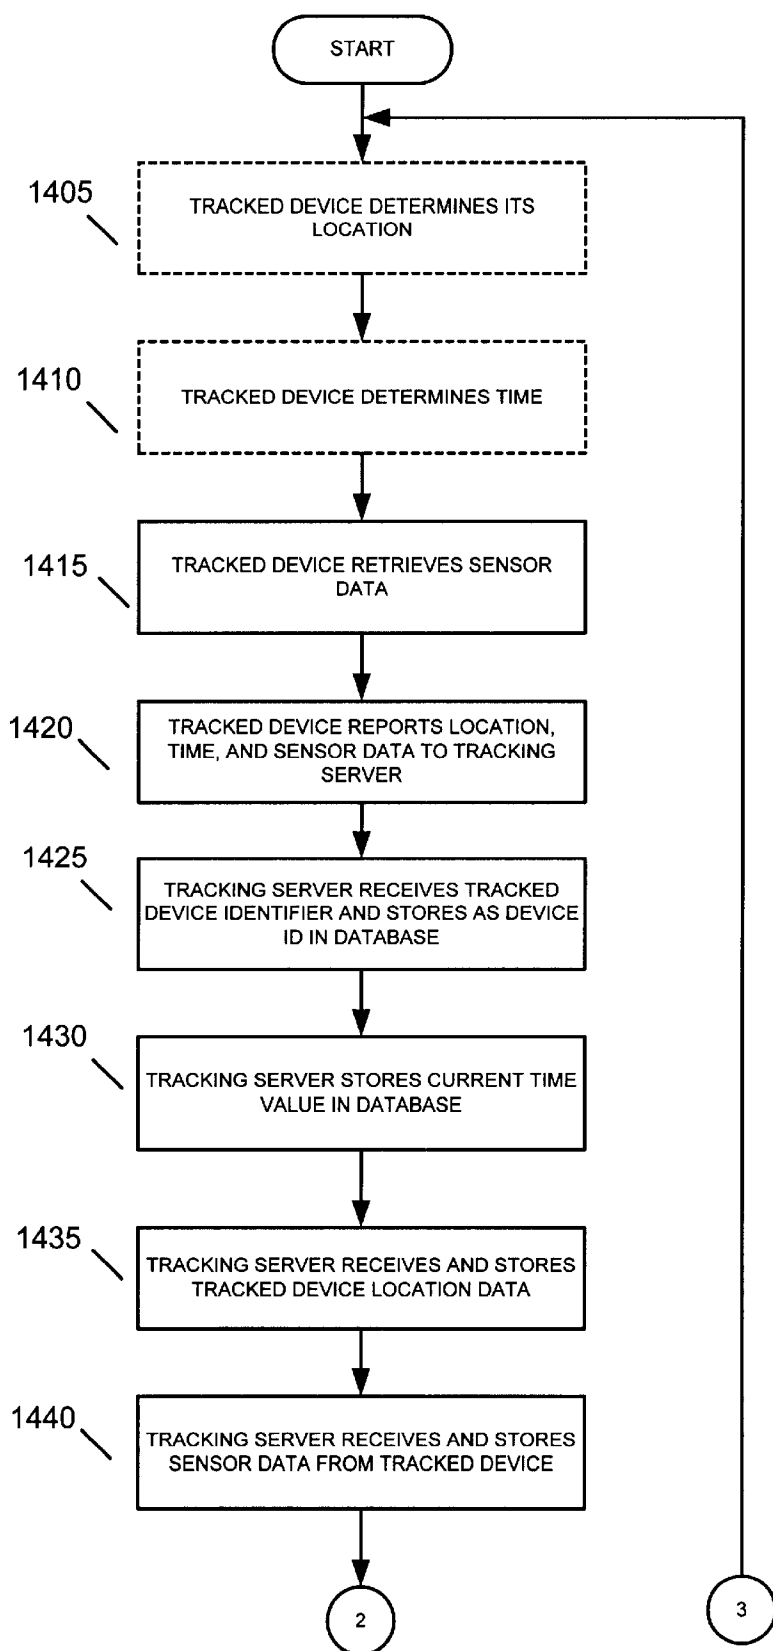 START
1405
TRACKED DEVICE DETERMINES ITS
LOCATION
1410
TRACKED DEVICE DETERMINES TIME
1415
TRACKED DEVICE RETRIEVES SENSOR
DATA
1420
TRACKED DEVICE REPORTS LOCATION,
TIME, AND SENSOR DATA TO TRACKING
SERVER
1425
TRACKING SERVER RECEIVES TRACKED
DEVICE IDENTIFIER AND STORES AS DEVICE
ID IN DATABASE
1430
TRACKING SERVER STORES CURRENT TIME
VALUE IN DATABASE
1435
TRACKING SERVER RECEIVES AND STORES
TRACKED DEVICE LOCATION DATA
1440
TRACKING SERVER RECEIVES AND STORES
SENSOR DATA FROM TRACKED DEVICE
2
3